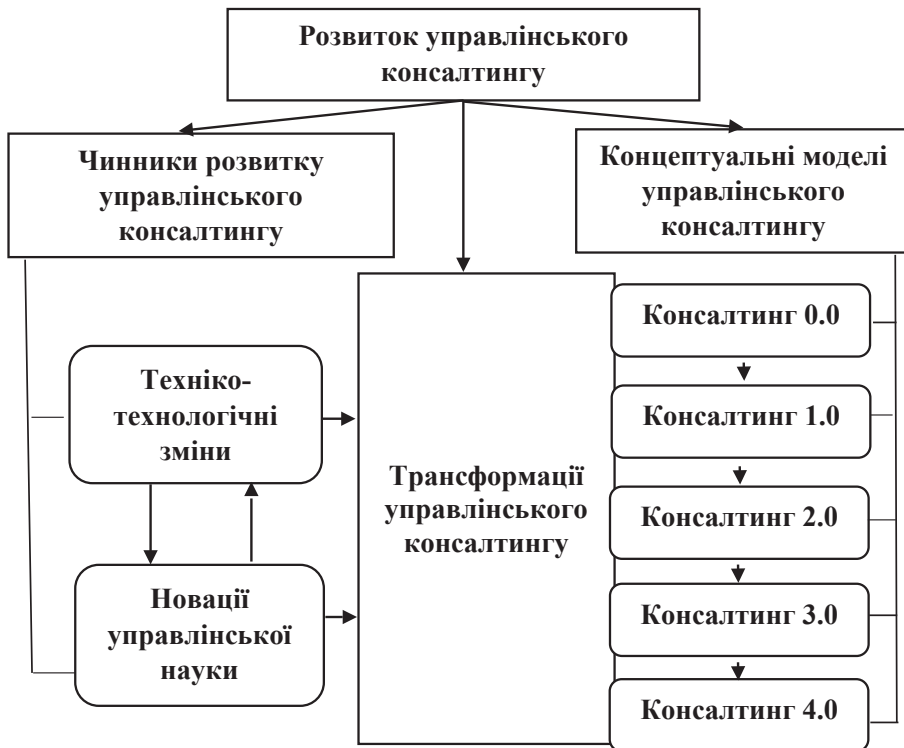 Розвиток управлінського
консалтингу
Чинники розвитку
управлінського
консалтингу
Концептуальні моделі
управлінського
консалтингу
Техніко-
технологічні
зміни
Новації
управлінської
науки
Трансформації
управлінського
консалтингу
Консалтинг 0.0
Консалтинг 1.0
Консалтинг 2.0
Консалтинг 3.0
Консалтинг 4.0